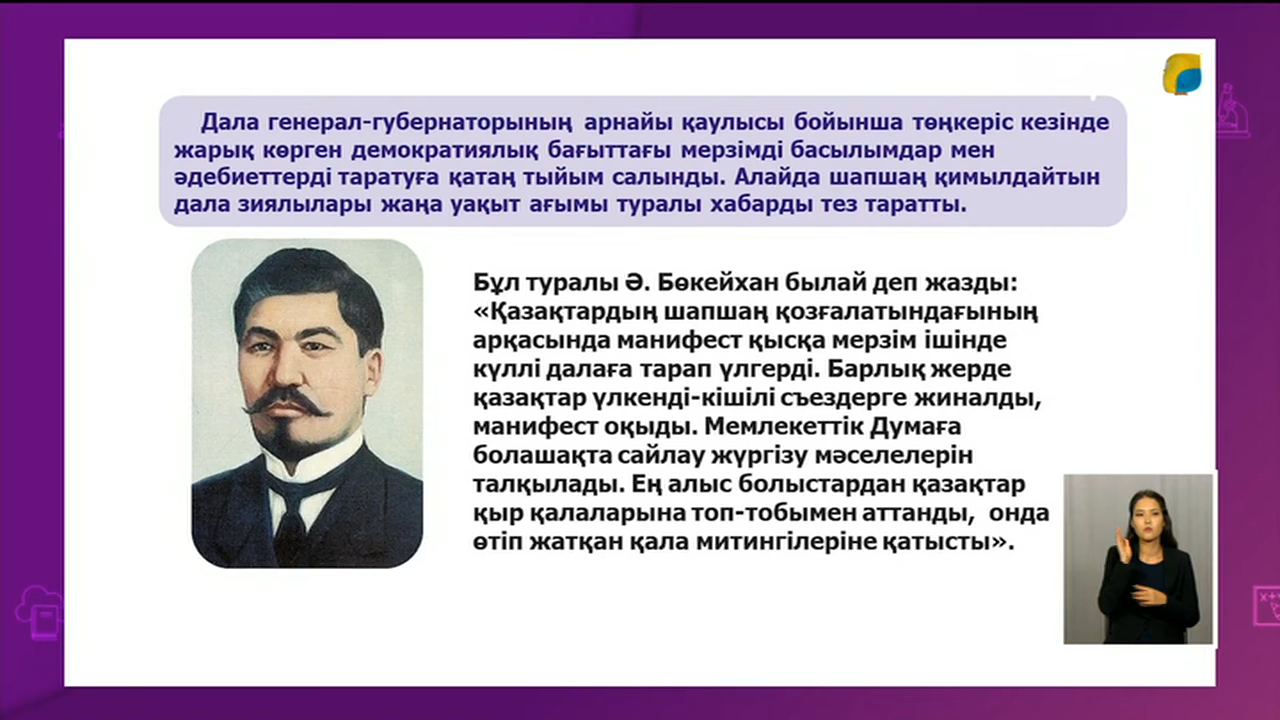 Дала генерал-губернаторының арнайы қаулысы бойынша төңкеріс кезінде
жарық көрген демократиялық бағыттағы мерзімді басылымдар мен
әдебиеттерді таратуға қатаң тыйым салынды. Алайда шапшаң қимылдайтын
дала зиялылары жаңа уақыт ағымы туралы хабарды тез таратты.
Бұл туралы Ә. Бөкейхан былай деп жазды:
«Қазақтардың шапшаң қозғалатындағының
арқасында манифест қысқа мерзім ішінде
күллі далаға тарап үлгерді. Барлық жерде
қазақтар үлкенді-кішілі съездерге жиналды,
манифест оқыды. Мемлекеттік Думаға
болашақта сайлау жүргізу мәселелерін
талқылады. Ең алыс болыстардан қазақтар
қыр қалаларына топ-тобымен аттанды, онда
өтіп жатқан қала митингілеріне қатысты».